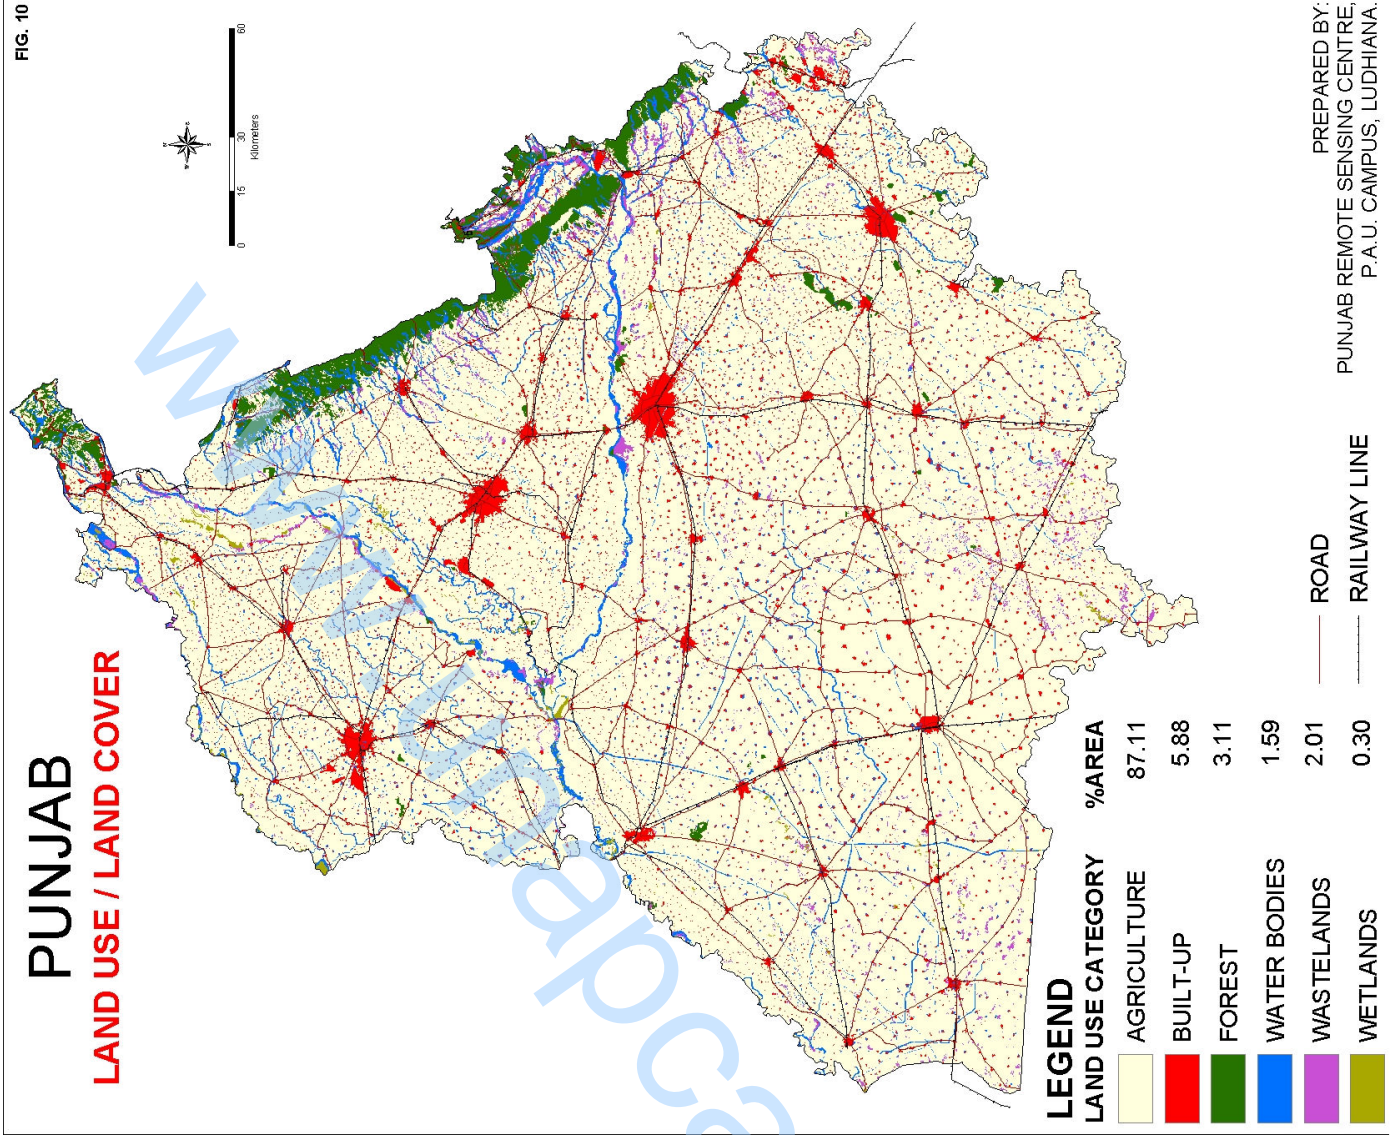 FIG. 10
PUNJAB
LAND USE / LAND COVER
0 15 30 60
Kilometers
LEGEND
LAND USE CATEGORY %AREA
AGRICULTURE 87.11
BUILT-UP 5.88
FOREST 3.11
WATER BODIES 1.59
WASTELANDS 2.01
WETLANDS 0.30
ROAD
RAILWAY LINE
PREPARED BY:
PUNJAB REMOTE SENSING CENTRE,
P.A.U. CAMPUS, LUDHIANA.
www.mapca